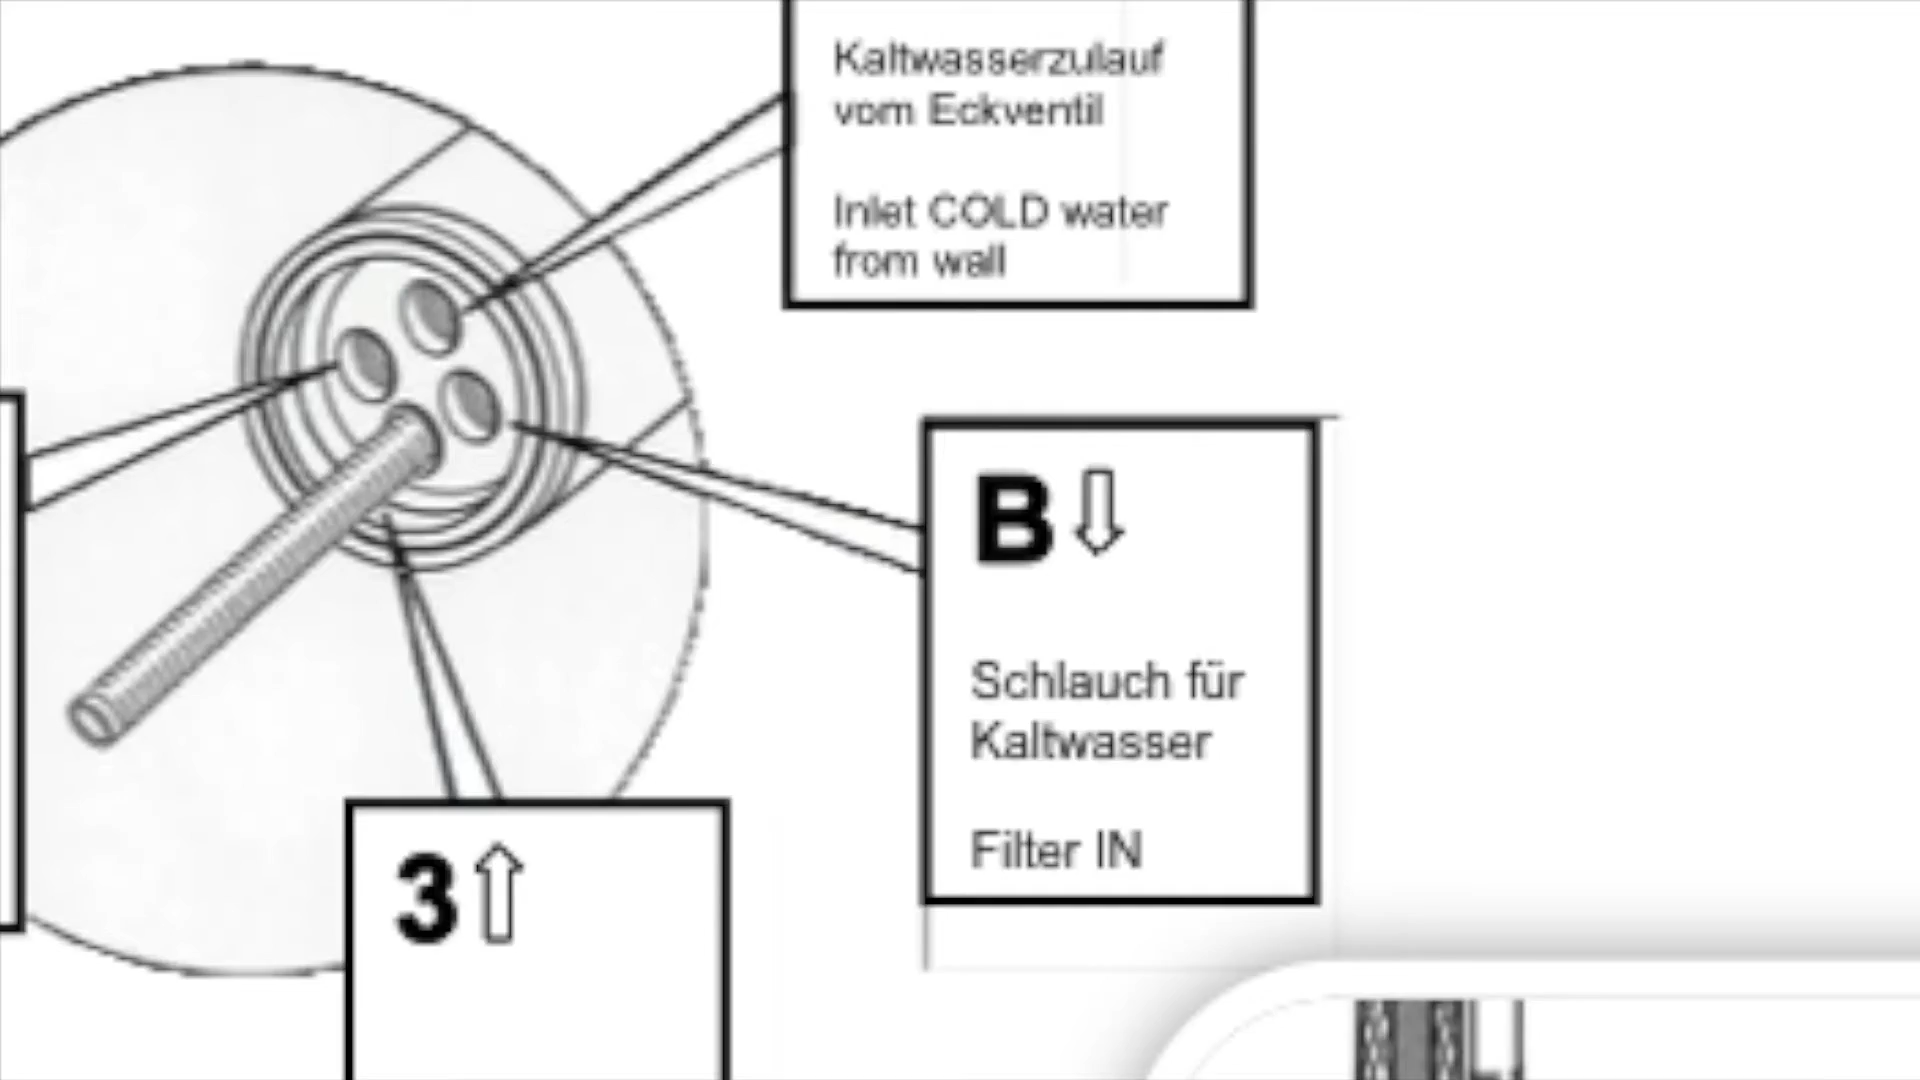 Kaltwasserzulauf
vom Eckventil
Inlet COLD water
from wall
B ⇩
Schlauch für
Kaltwasser
Filter IN
3 ⇧